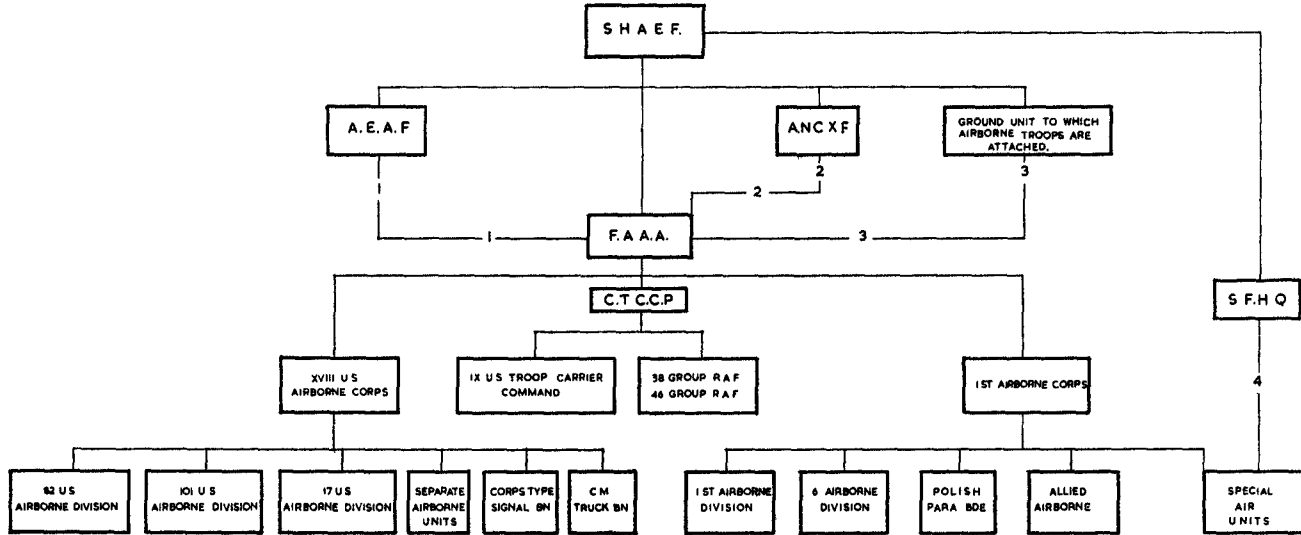 S H A E F.
A. E. A. F
A.N C X F
GROUND UNIT TO WHICH
AIRBORNE TROOPS ARE
ATTACHED.
1
2
3
2
1
3
F. A A. A.
C.T C.C.P
S F. H Q
XVIII U S
AIRBORNE CORPS
IX US TROOP CARRIER
COMMAND
38 GROUP R A F
46 GROUP R A F
1 ST AIRBORNE CORPS
4
82 U S
AIRBORNE DIVISION
101 U S
AIRBORNE DIVISION
17 U S
AIRBORNE DIVISION
SEPARATE
AIRBORNE
UNITS
CORPS TYPE
SIGNAL BN
C M
TRUCK BN
1 ST AIRBORNE
DIVISION
6 AIRBORNE
DIVISION
POLISH
PARA BDE
ALLIED
AIRBORNE
SPECIAL
AIR
UNITS